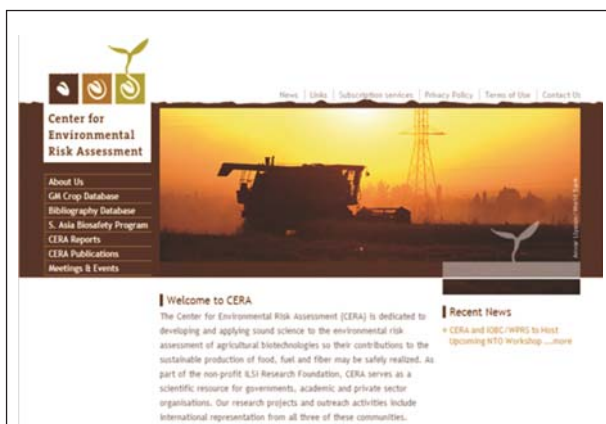 News | Links | Subscription services | Privacy Policy | Terms of Use | Contact Us
Center for
Environmental
Risk Assessment
About Us
GM Crop Database
Bibliography Database
S. Asia Biosafety Program
CERA Reports
CERA Publications
Meetings & Events
Welcome to CERA
The Center for Environmental Risk Assessment (CERA) is dedicated to
developing and applying sound science to the environmental risk
assessment of agricultural biotechnologies so their contributions to the
sustainable production of food, fuel and fiber may be safely realized. As
part of the non-profit ILSI Research Foundation, CERA serves as a
scientific resource for governments, academic and private sector
organisations. Our research projects and outreach activities include
international representation from all three of these communities.
Recent News
» CERA and IOBC/WPRS to Host
Upcoming NTO Workshop ....more